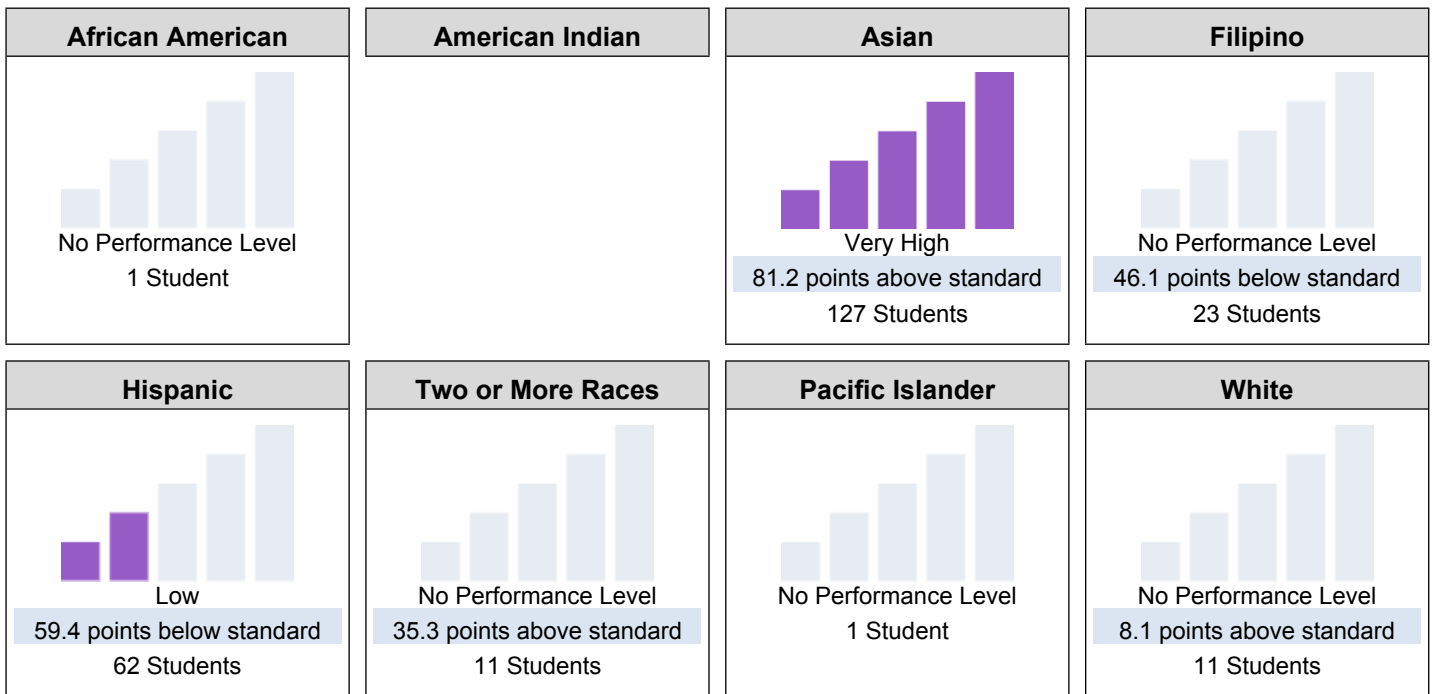 African American
No Performance Level
1 Student
American Indian
Asian
Very High
81.2 points above standard
127 Students
Filipino
No Performance Level
46.1 points below standard
23 Students
Hispanic
Low
59.4 points below standard
62 Students
Two or More Races
No Performance Level
35.3 points above standard
11 Students
Pacific Islander
No Performance Level
1 Student
White
No Performance Level
8.1 points above standard
11 Students